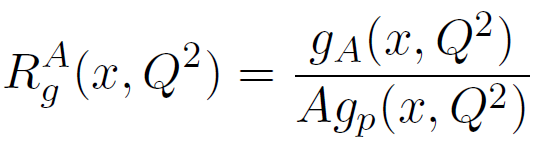 R_g^A(x, Q^2) = \frac{g_A(x, Q^2)}{A g_p(x, Q^2)}